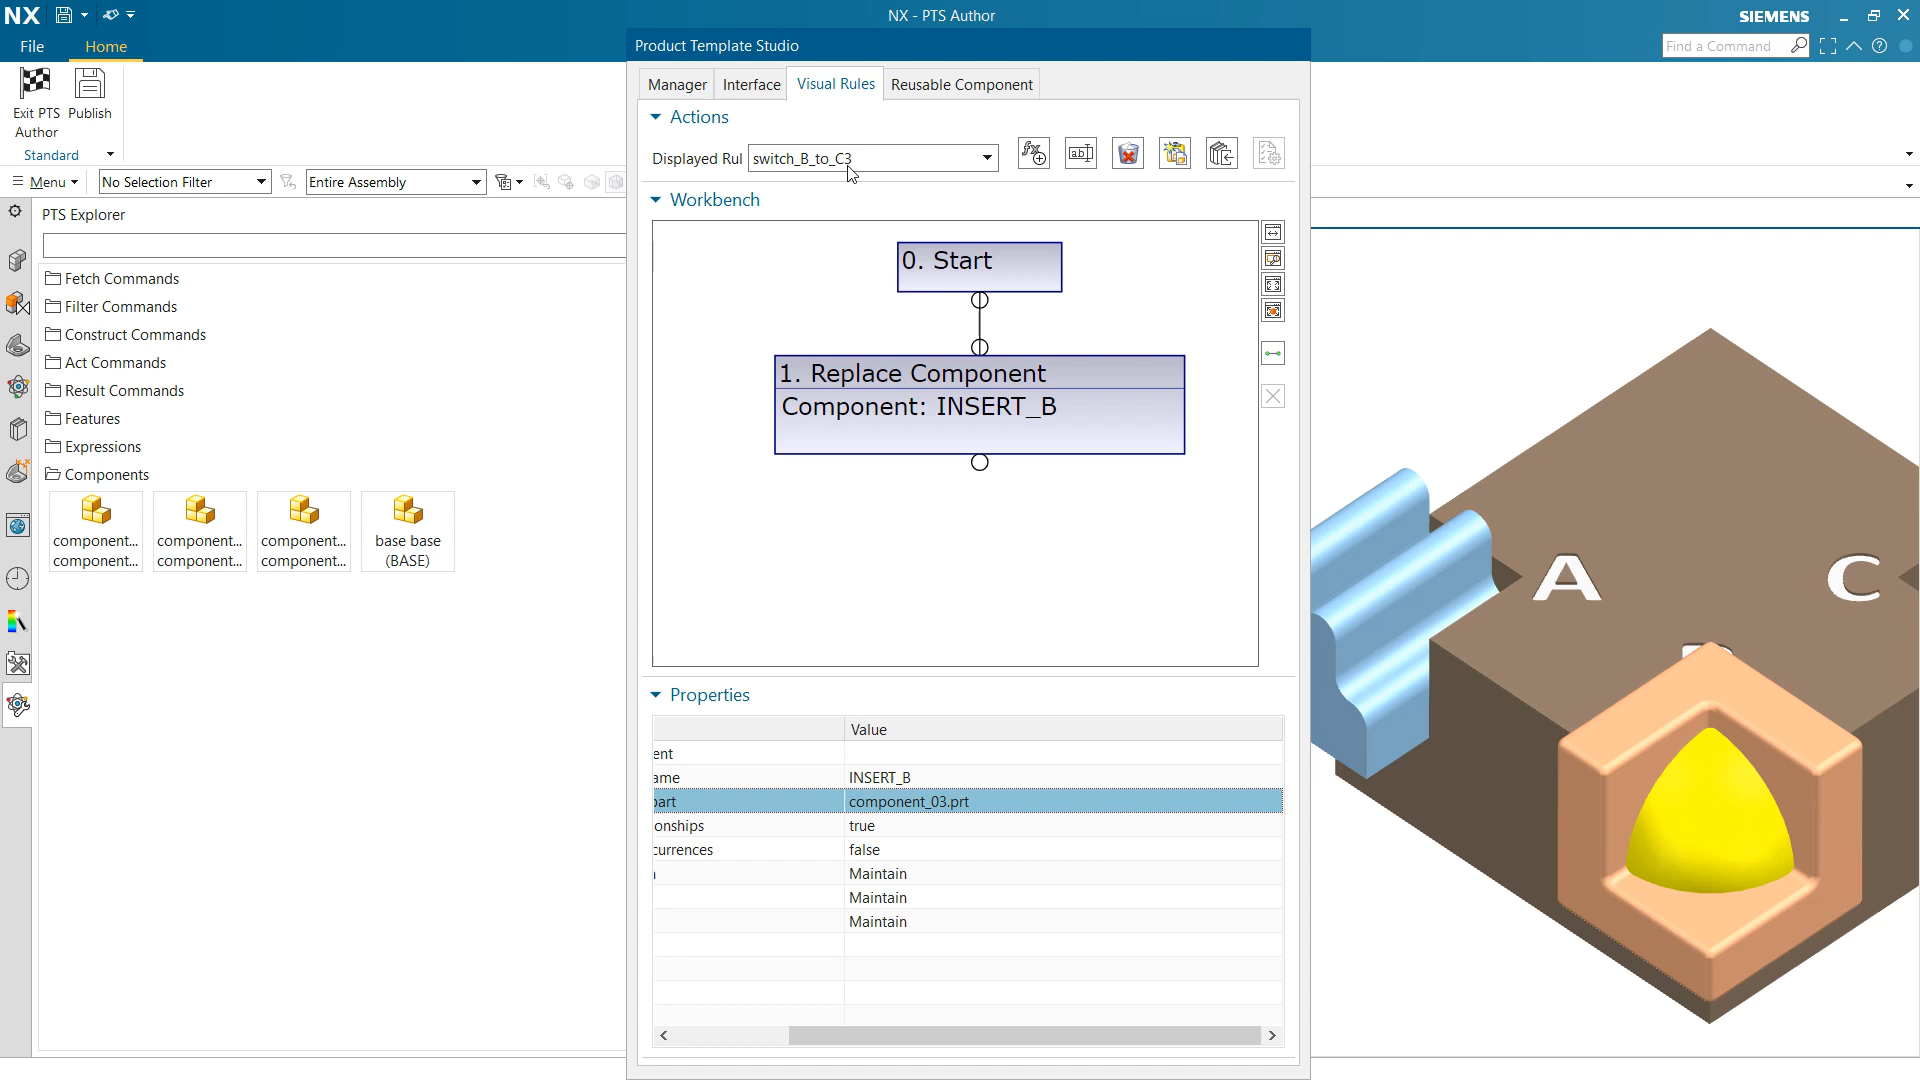 NX
NX - PTS Author
SIEMENS
File
Home
Find a Command
Exit PTS
Author
Publish
Standard
Menu
No Selection Filter
Entire Assembly
PTS Explorer
Fetch Commands
Filter Commands
Construct Commands
Act Commands
Result Commands
Features
Expressions
Components
component...
component...
component...
component...
component...
component...
base base
(BASE)
Product Template Studio
Manager
Interface
Visual Rules
Reusable Component
Actions
Displayed Rul
switch_B_to_C3
Workbench
0. Start
1. Replace Component
Component: INSERT_B
Properties
Value
ent
ame
INSERT_B
part
component_03.prt
onships
true
currences
false
Maintain
Maintain
Maintain
A
C